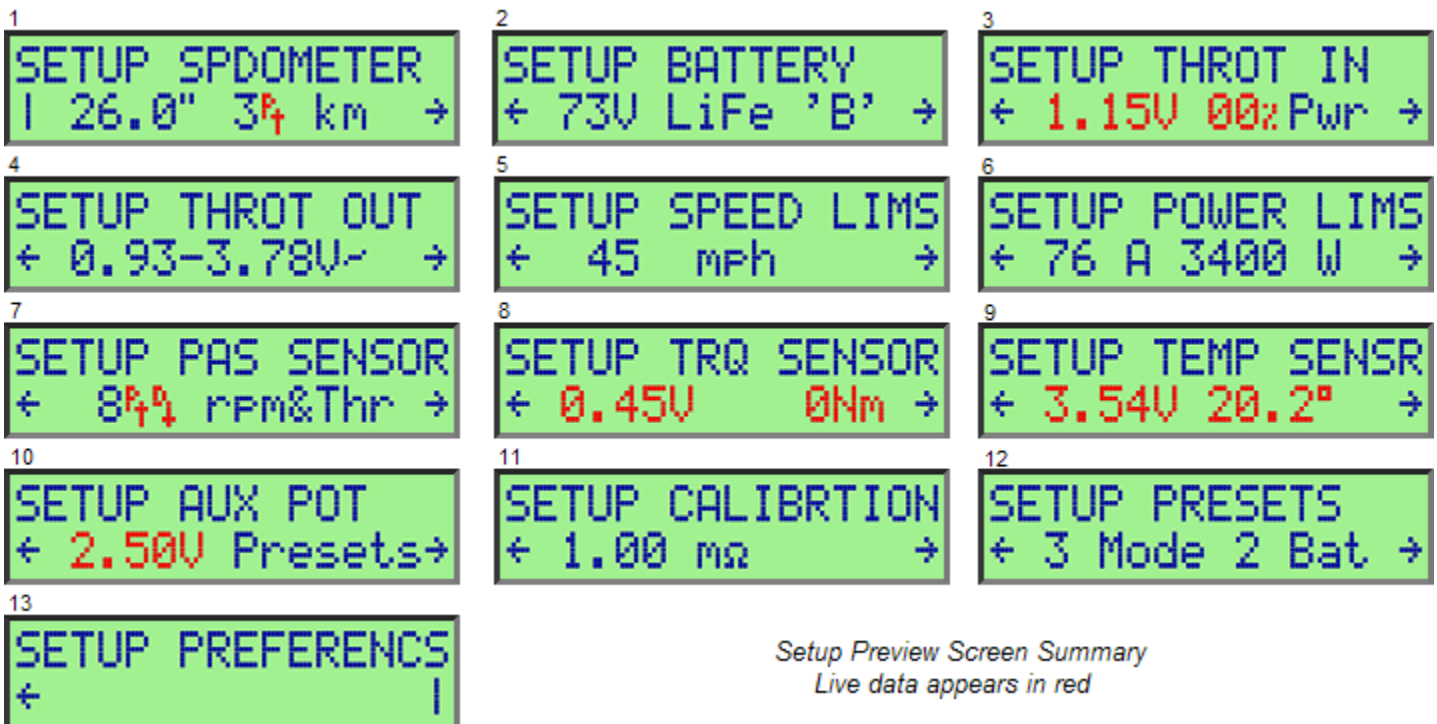 1
SETUP SPDOMETER
| 26.0" 3 km →
2
SETUP BATTERY
← 73V LiFe 'B' →
3
SETUP THROT IN
← 1.15V 00% Pwr →
4
SETUP THROT OUT
← 0.93-3.78V~ →
5
SETUP SPEED LIMS
← 45 mph →
6
SETUP POWER LIMS
← 76 A 3400 W →
7
SETUP PAS SENSOR
← 8 rpm&Thr →
8
SETUP TRQ SENSOR
← 0.45V 0Nm →
9
SETUP TEMP SENSR
← 3.54V 20.2° →
10
SETUP AUX POT
← 2.50V Presets→
11
SETUP CALIBRTION
← 1.00 mΩ →
12
SETUP PRESETS
← 3 Mode 2 Bat →
13
SETUP PREFERENCS
← |
Setup Preview Screen Summary
Live data appears in red